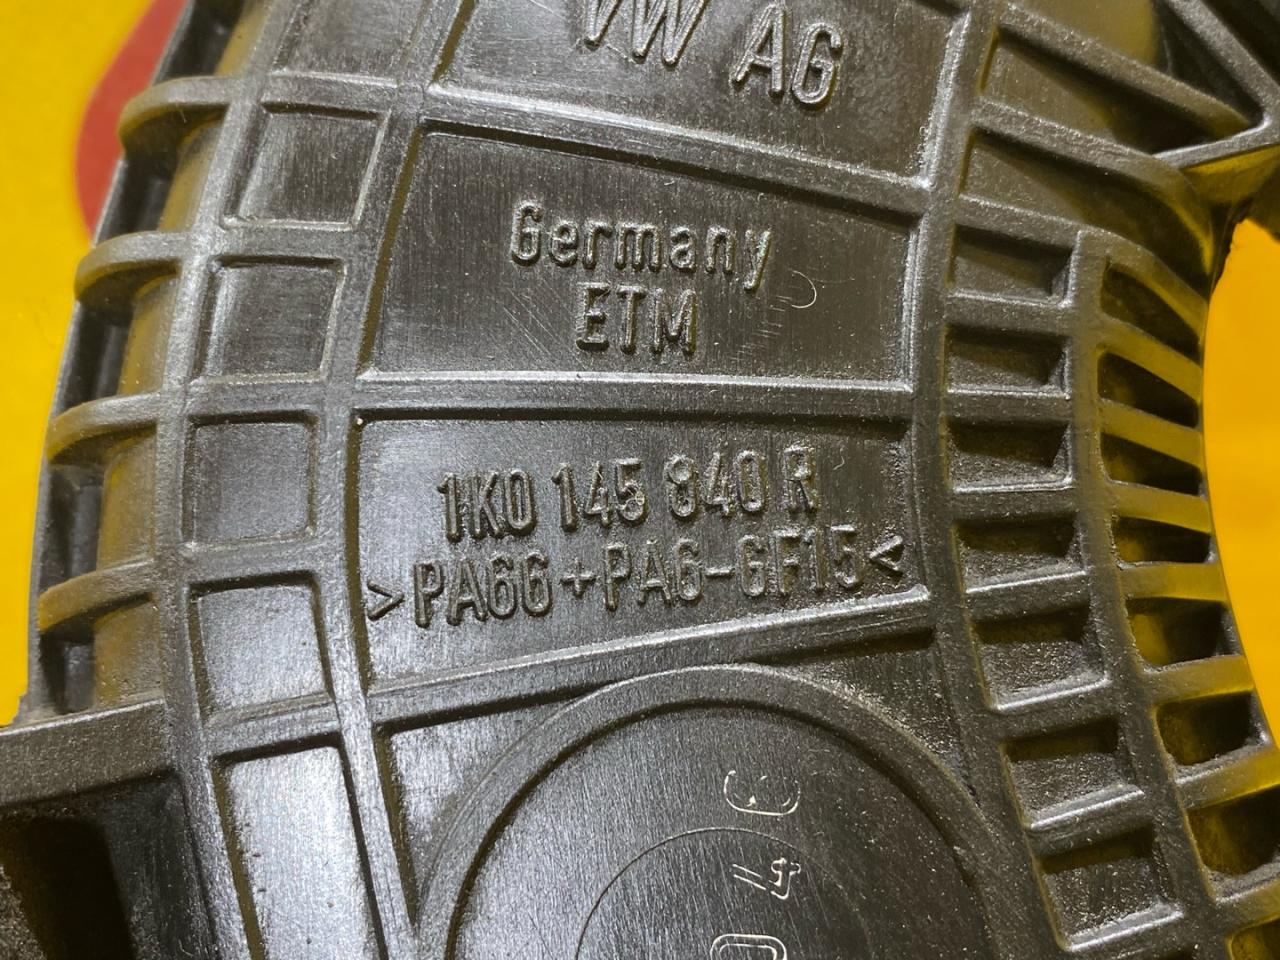 VW AG
Germany
ETM
1K0 145 840 R
>PA66+PA6-GF15<